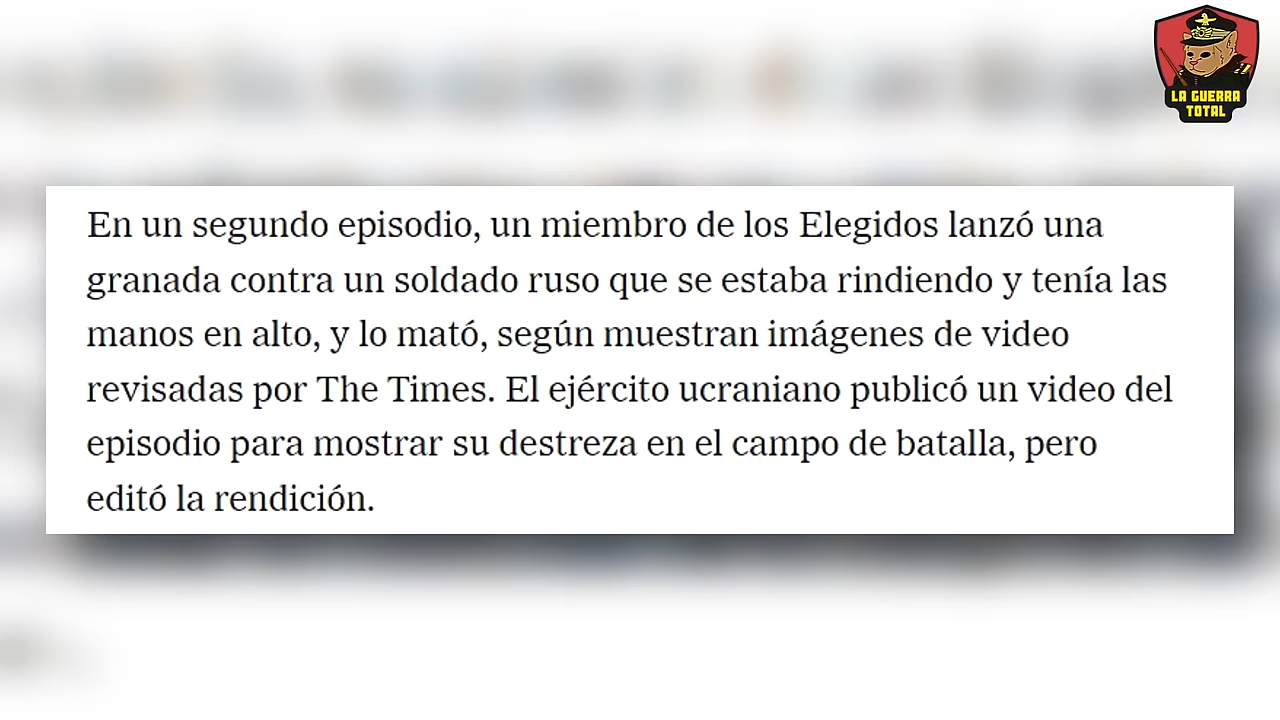 LA GUERRA
TOTAL
En un segundo episodio, un miembro de los Elegidos lanzó una
granada contra un soldado ruso que se estaba rindiendo y tenía las
manos en alto, y lo mató, según muestran imágenes de video
revisadas por The Times. El ejército ucraniano publicó un video del
episodio para mostrar su destreza en el campo de batalla, pero
editó la rendición.